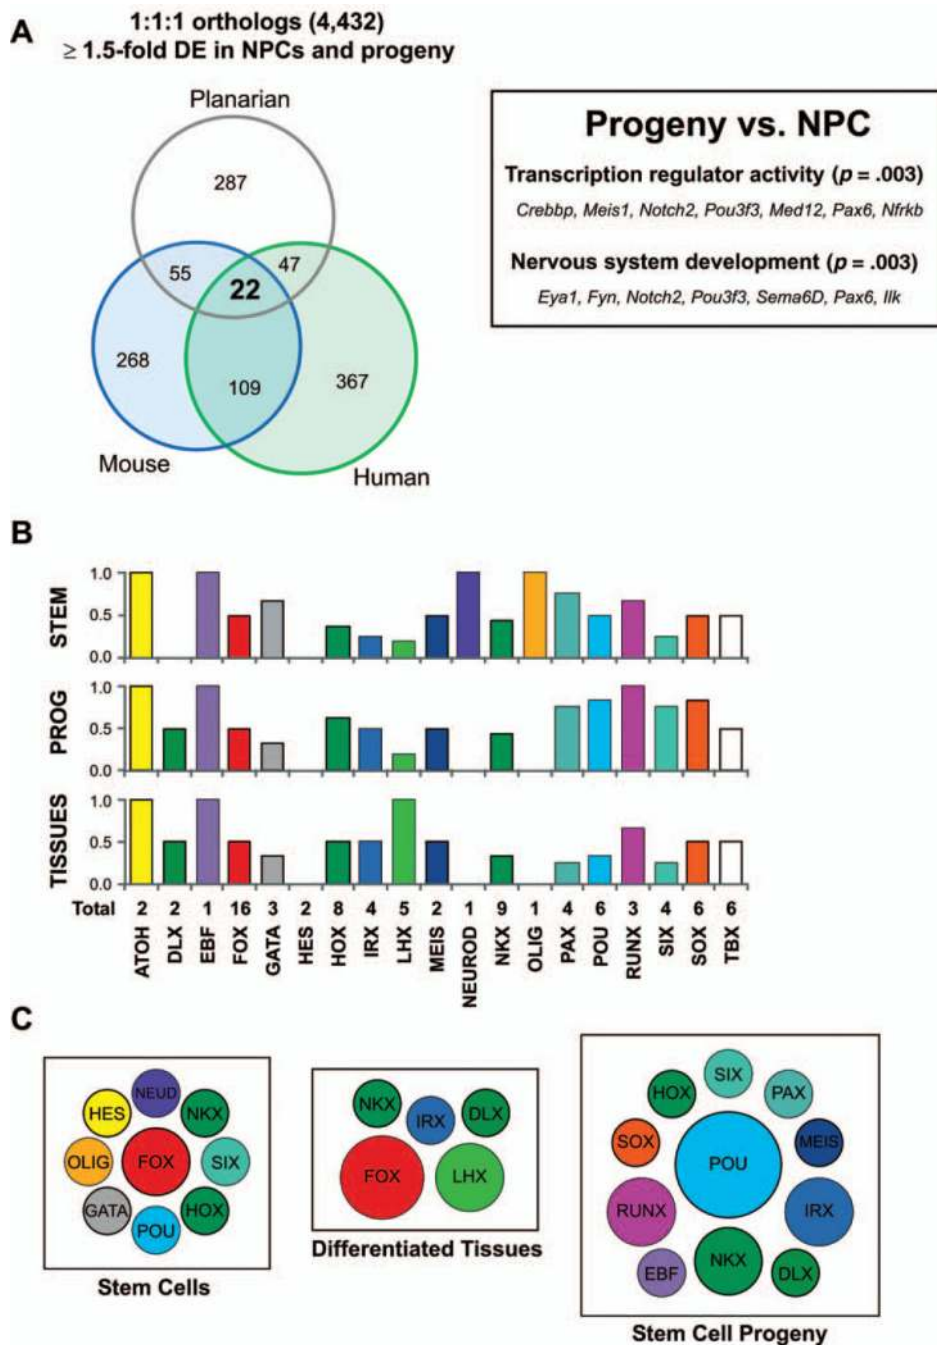 A
1:1:1 orthologs (4,432)
≥ 1.5-fold DE in NPCs and progeny
Planarian
287
55
22
47
268
109
367
Mouse
Human
Progeny vs. NPC
Transcription regulator activity (p = .003)
Crebbp, Meis1, Notch2, Pou3f3, Med12, Pax6, Nfrkb
Nervous system development (p = .003)
Eya1, Fyn, Notch2, Pou3f3, Sema6D, Pax6, Ilk
B
STEM
1.0
0.5
0.0
PROG
1.0
0.5
0.0
TISSUES
1.0
0.5
0.0
Total 2 2 1 16 3 2 8 4 5 2 1 9 1 4 6 3 4 6 6
ATOH DLX EBF FOX GATA HES HOX IRX LHX MEIS NEUROD NKX OLIG PAX POU RUNX SIX SOX TBX
C
NEUD
HES
NKX
OLIG
FOX
SIX
GATA
HOX
POU
Stem Cells
NKX
IRX
DLX
FOX
LHX
Differentiated Tissues
SIX
HOX
PAX
SOX
MEIS
POU
RUNX
IRX
NKX
EBF
DLX
Stem Cell Progeny